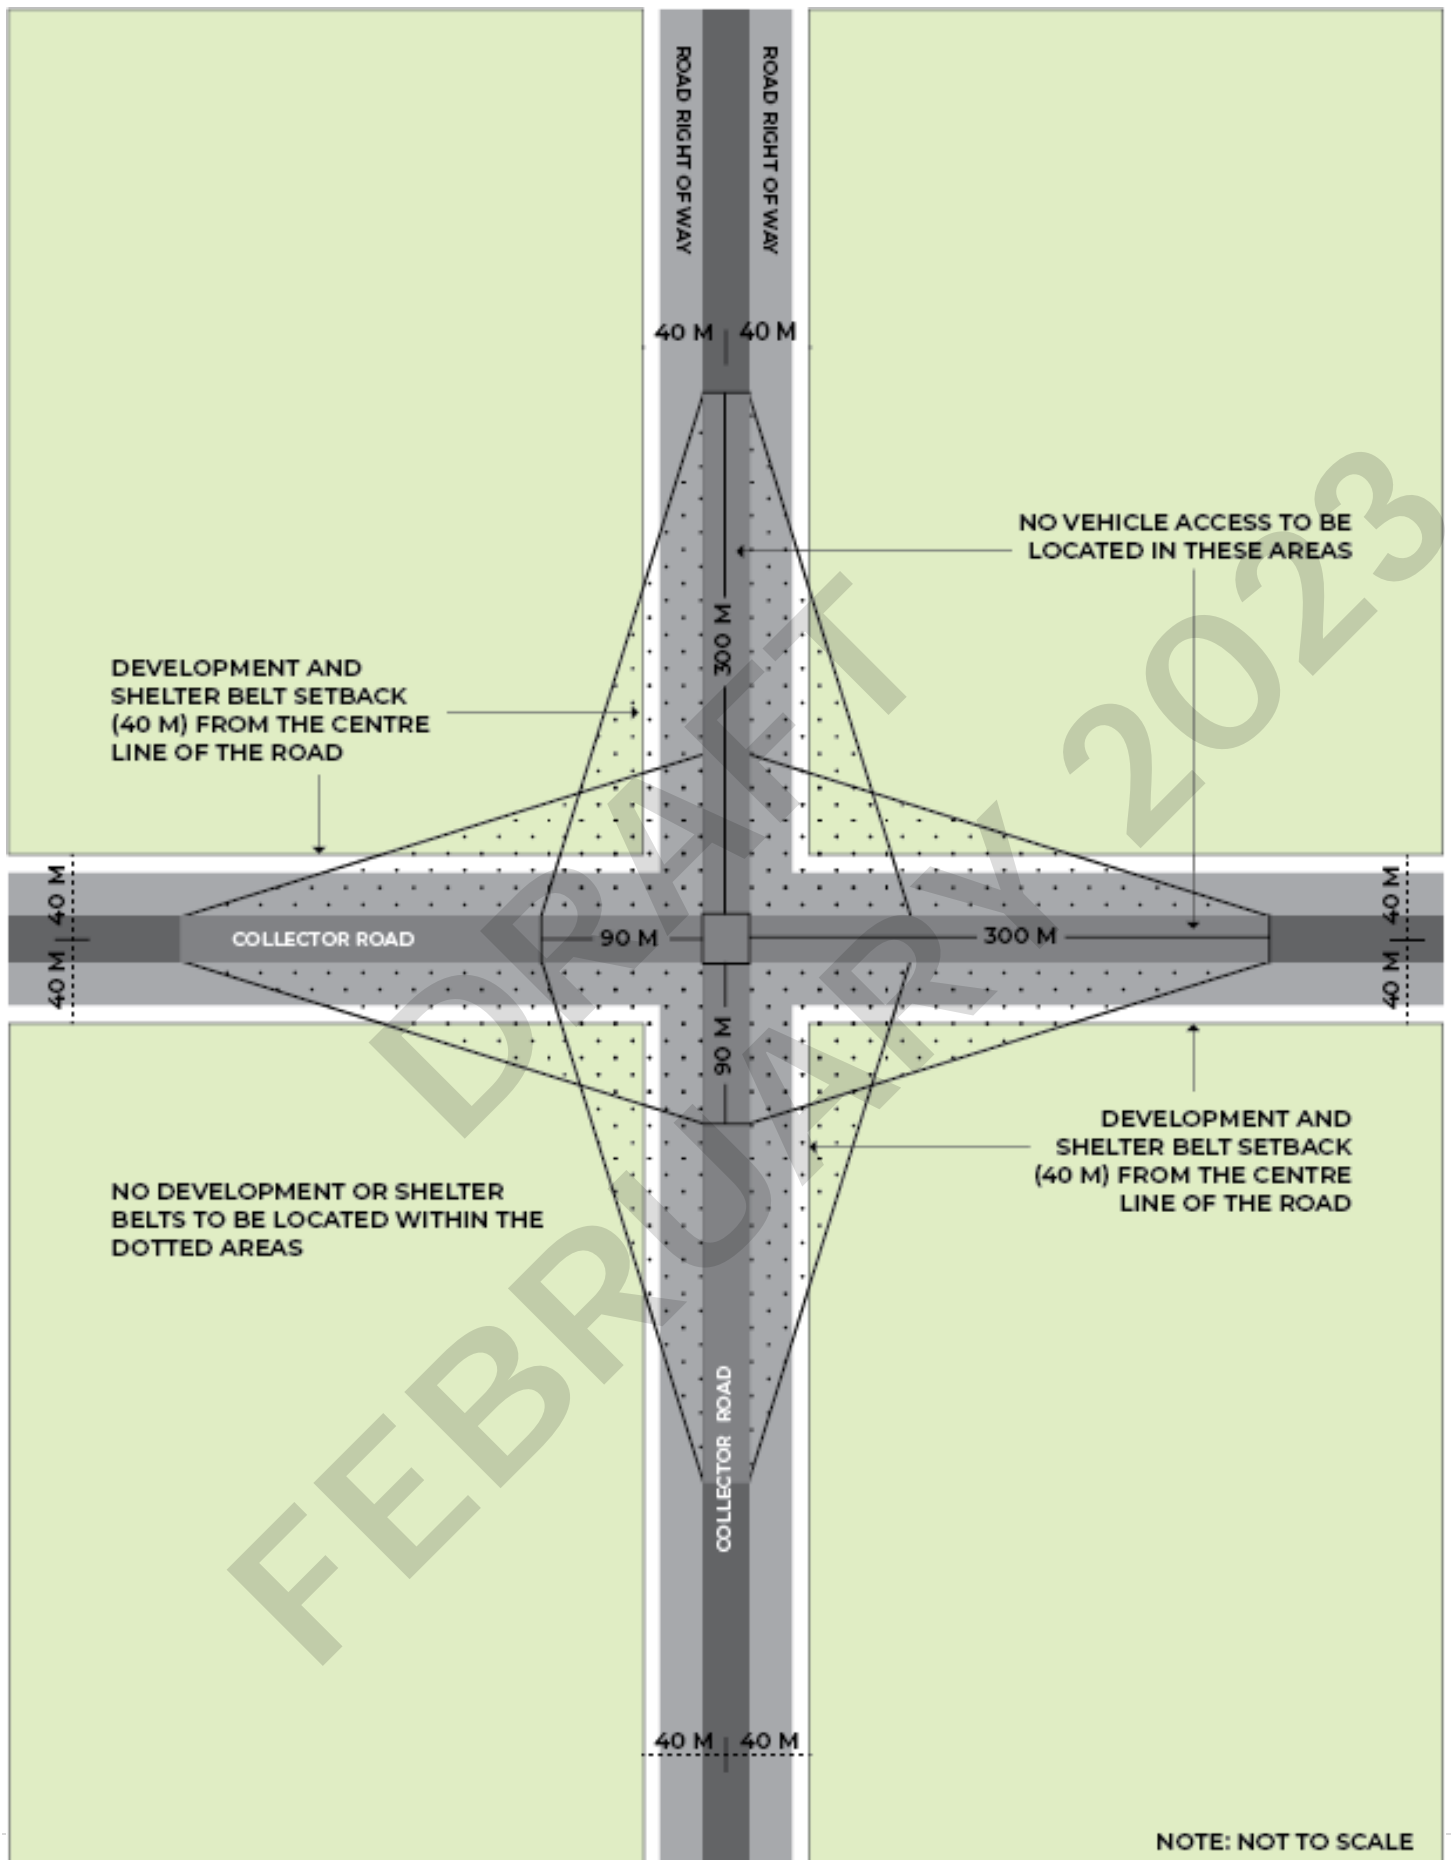 ROAD RIGHT OF WAY
ROAD RIGHT OF WAY
40 M
40 M
NO VEHICLE ACCESS TO BE
LOCATED IN THESE AREAS
300 M
DEVELOPMENT AND
SHELTER BELT SETBACK
(40 M) FROM THE CENTRE
LINE OF THE ROAD
40 M
40 M
COLLECTOR ROAD
90 M
300 M
40 M
40 M
90 M
DEVELOPMENT AND
SHELTER BELT SETBACK
(40 M) FROM THE CENTRE
LINE OF THE ROAD
NO DEVELOPMENT OR SHELTER
BELTS TO BE LOCATED WITHIN THE
DOTTED AREAS
COLLECTOR ROAD
40 M
40 M
NOTE: NOT TO SCALE
DRAFT
FEBRUARY 2023